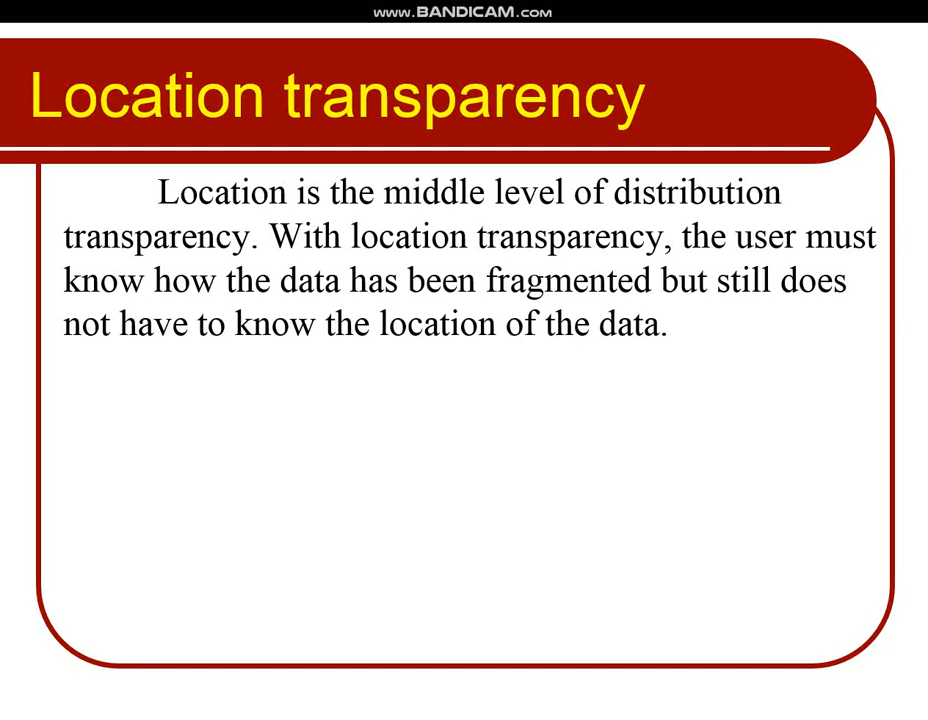 www.BANDICAM.com
Location transparency
Location is the middle level of distribution
transparency. With location transparency, the user must
know how the data has been fragmented but still does
not have to know the location of the data.